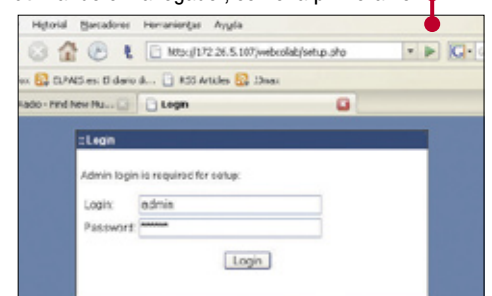 Historial Marcadores Herramientas Ayuda
http://172.26.5.107/webcolab/setup.php
ELPAIS.es: El diario d... RSS Articles
Radio - Find New Mu... Login
::Login
Admin login is required for setup:
Login: admin
Password: ******
Login